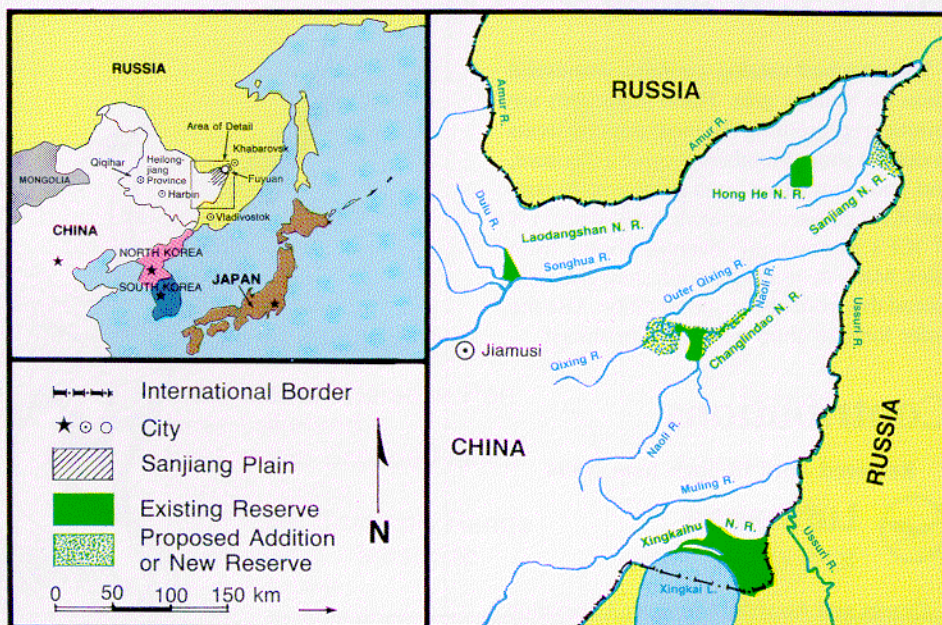 RUSSIA
Area of Detail
Khabarovsk
Qiqihar
Heilong-
jiang
Province
Fuyuan
MONGOLIA
Harbin
Vladivostok
CHINA
NORTH KOREA
SOUTH KOREA
JAPAN
International Border
City
Sanjiang Plain
Existing Reserve
Proposed Addition
or New Reserve
N
0 50 100 150 km
RUSSIA
Amur R.
Amur R.
Dulu R.
Hong He N. R.
Sanjiang N. R.
Laodangshan N. R.
Songhua R.
Outer Qixing R.
Naoli R.
Ussuri R.
Changlindao N. R.
Jiamusi
Qixing R.
CHINA
Naoli R.
RUSSIA
Muling R.
Xingkaihu N. R.
Ussuri R.
Xingkai L.